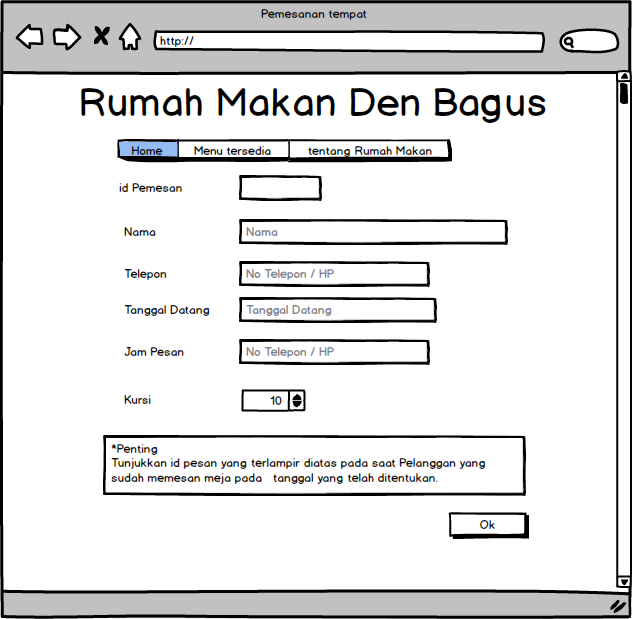 Pemesanan tempat
http://
Rumah Makan Den Bagus
Home Menu tersedia tentang Rumah Makan
id Pemesan
Nama Nama
Telepon No Telepon / HP
Tanggal Datang Tanggal Datang
Jam Pesan No Telepon / HP
Kursi 10
*Penting
Tunjukkan id pesan yang terlampir diatas pada saat Pelanggan yang
sudah memesan meja pada tanggal yang telah ditentukan.
Ok